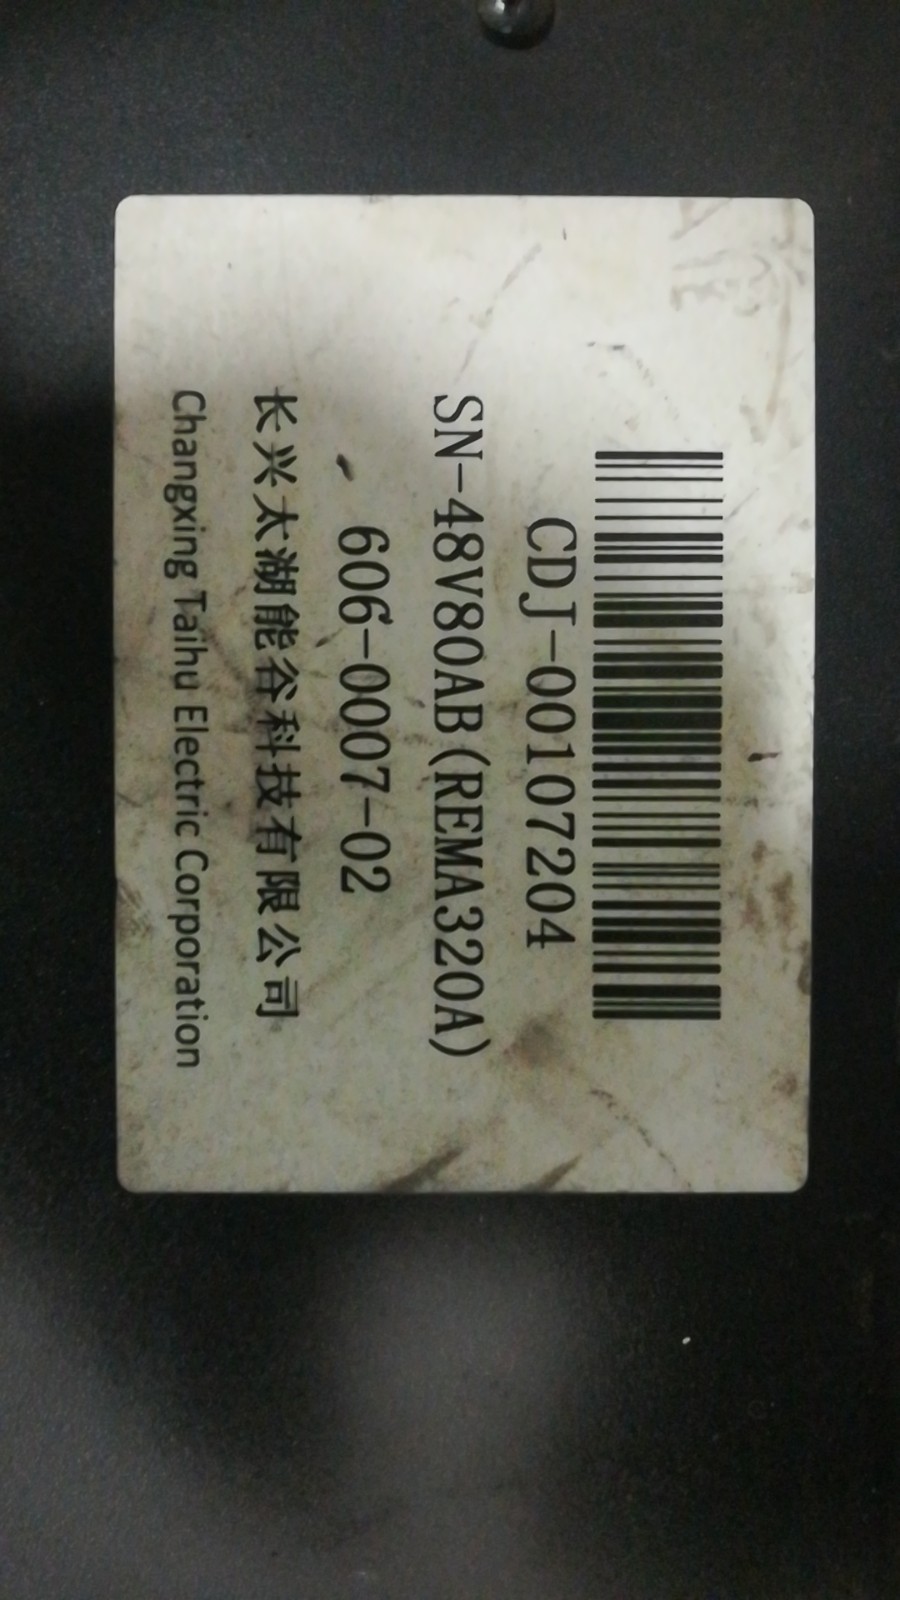 CDJ-00107204
SN-48V80AB(REMA320A)
606-0007-02
长兴太湖能谷科技有限公司
Changxing Taihu Electric Corporation